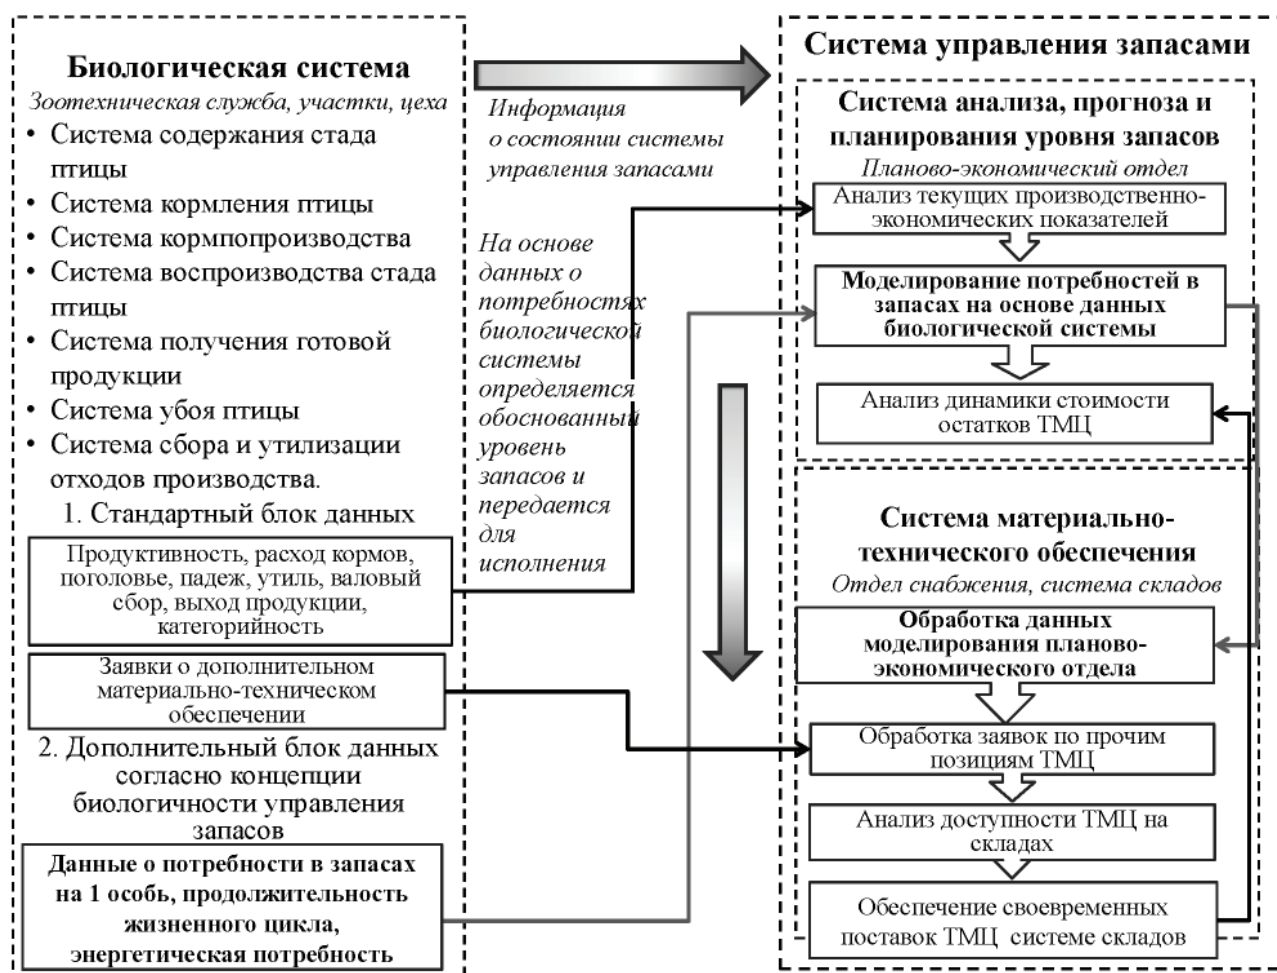 Биологическая система
Зоотехническая служба, участки, цеха
• Система содержания стада
птицы
• Система кормления птицы
• Система кормпопроизводства
• Система воспроизводства стада
птицы
• Система получения готовой
продукции
• Система убоя птицы
• Система сбора и утилизации
отходов производства.
1. Стандартный блок данных
Продуктивность, расход кормов,
поголовье, падеж, утиль, валовый
сбор, выход продукции,
категорийность
Заявки о дополнительном
материально-техническом
обеспечении
2. Дополнительный блок данных
согласно концепции
биологичности управления
запасов
Данные о потребности в запасах
на 1 особь, продолжительность
жизненного цикла,
энергетическая потребность
Информация
о состоянии системы
управления запасами
На основе
данных о
потребностях
биологической
системы
определяется
обоснованный
уровень
запасов и
передается
для
исполнения
Система управления запасами
Система анализа, прогноза и
планирования уровня запасов
Планово-экономический отдел
Анализ текущих производственно-
экономических показателей
Моделирование потребностей в
запасах на основе данных
биологической системы
Анализ динамики стоимости
остатков ТМЦ
Система материально-
технического обеспечения
Отдел снабжения, система складов
Обработка данных
моделирования планово-
экономического отдела
Обработка заявок по прочим
позициям ТМЦ
Анализ доступности ТМЦ на
складах
Обеспечение своевременных
поставок ТМЦ системе складов